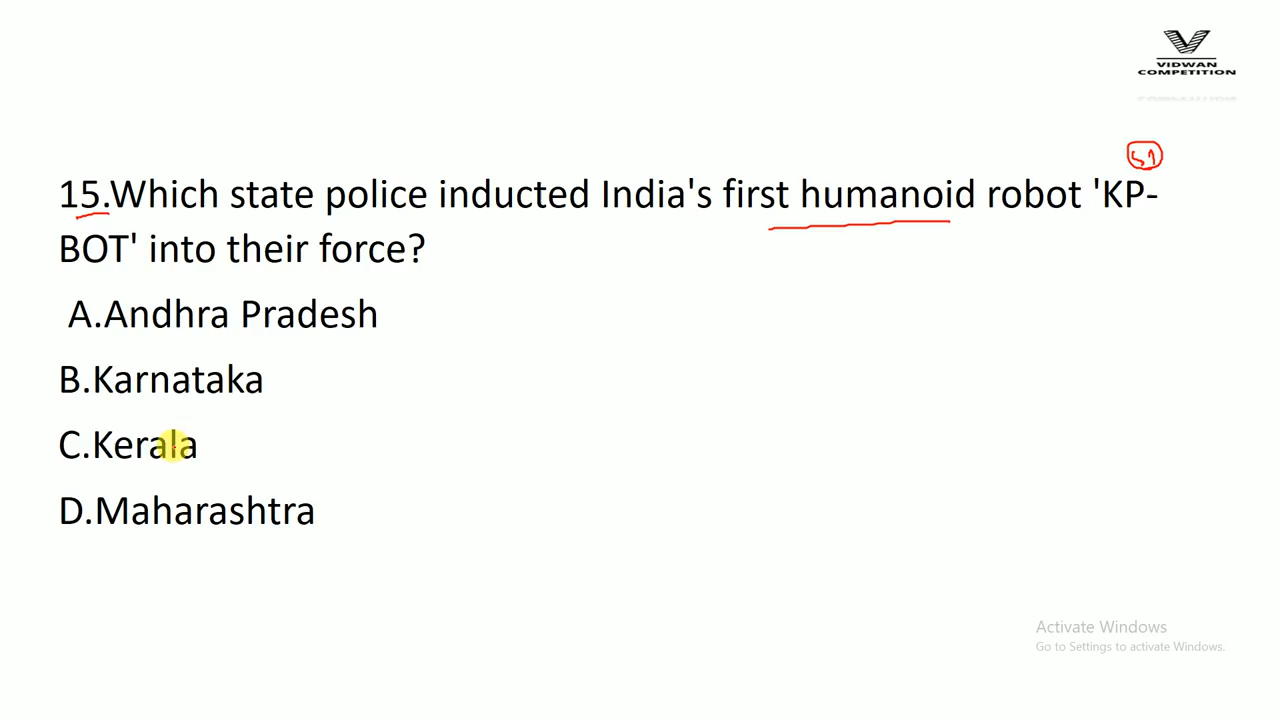 VIDWAN
COMPETITION
15.Which state police inducted India's first humanoid robot 'KP-
BOT' into their force?
A.Andhra Pradesh
B.Karnataka
C.Kerala
D.Maharashtra
Activate Windows
Go to Settings to activate Windows.